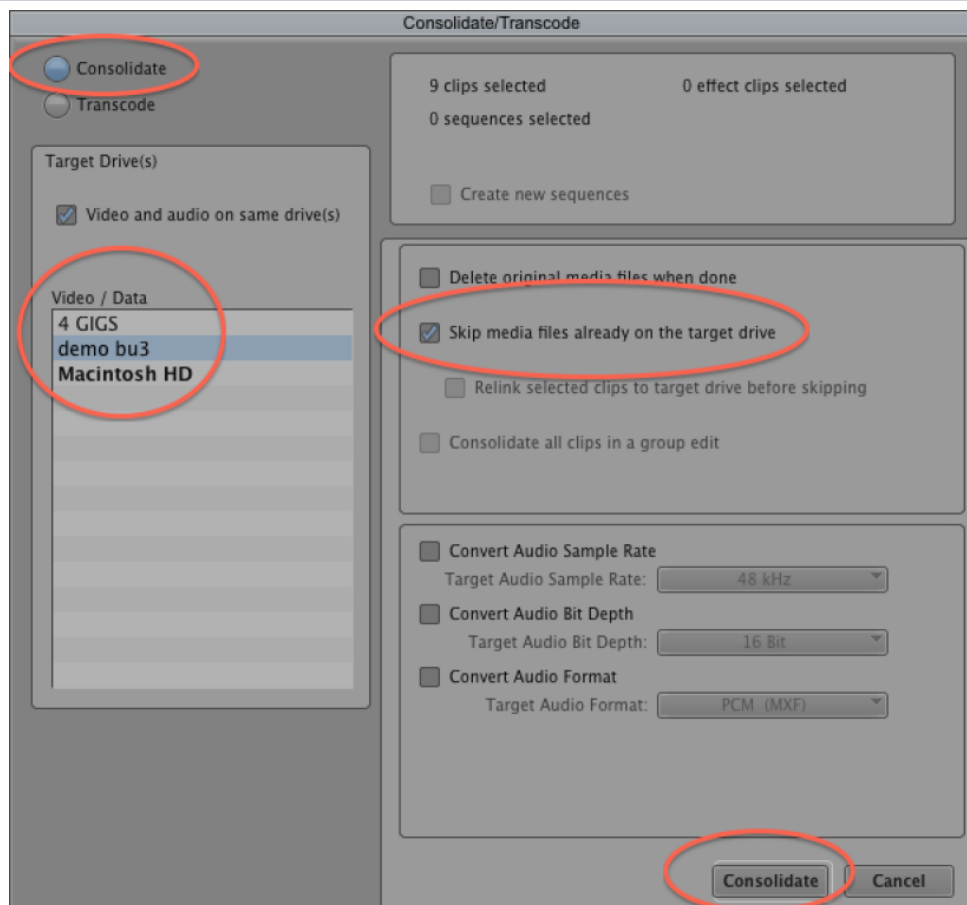 Consolidate/Transcode
Consolidate
Transcode
Target Drive(s)
Video and audio on same drive(s)
Video / Data
4 GIGS
demo bu3
Macintosh HD
9 clips selected
0 effect clips selected
0 sequences selected
Create new sequences
Delete original media files when done
Skip media files already on the target drive
Relink selected clips to target drive before skipping
Consolidate all clips in a group edit
Convert Audio Sample Rate
Target Audio Sample Rate: 48 kHz
Convert Audio Bit Depth
Target Audio Bit Depth: 16 Bit
Convert Audio Format
Target Audio Format: PCM (MXF)
Consolidate
Cancel